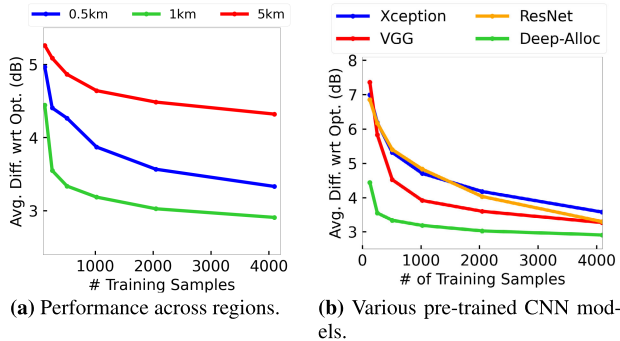 0.5km 1km 5km
Avg. Diff. wrt Opt. (dB)
5
4
3
1000 2000 3000 4000
# Training Samples
(a) Performance across regions.
Xception ResNet
VGG Deep-Alloc
Avg. Diff. wrt Opt. (dB)
8
7
6
5
4
3
0 1000 2000 3000 4000
# of Training Samples
(b) Various pre-trained CNN mod-
els.